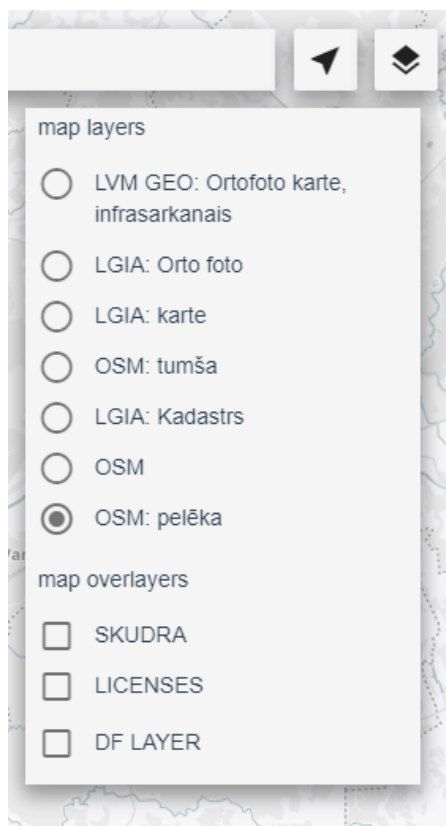 map layers
LVM GEO: Ortofoto karte,
infrasarkanais
LGIA: Orto foto
LGIA: karte
OSM: tumša
LGIA: Kadastrs
OSM
OSM: pelēka
map overlayers
SKUDRA
LICENSES
DF LAYER